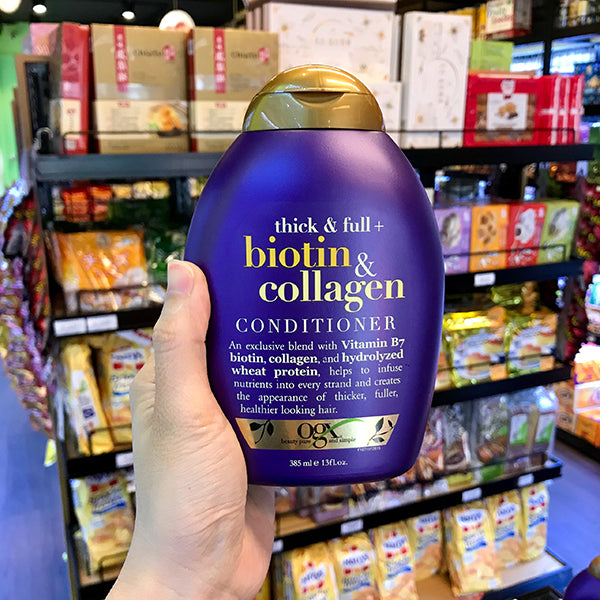 thick & full +
biotin
&
collagen
CONDITIONER
An exclusive blend with Vitamin B7
biotin, collagen, and hydrolyzed
wheat protein, helps to infuse
nutrients into every strand and creates
the appearance of thicker, fuller,
healthier looking hair.
ogx
beauty pure and simple
385 ml e 13fl.oz.